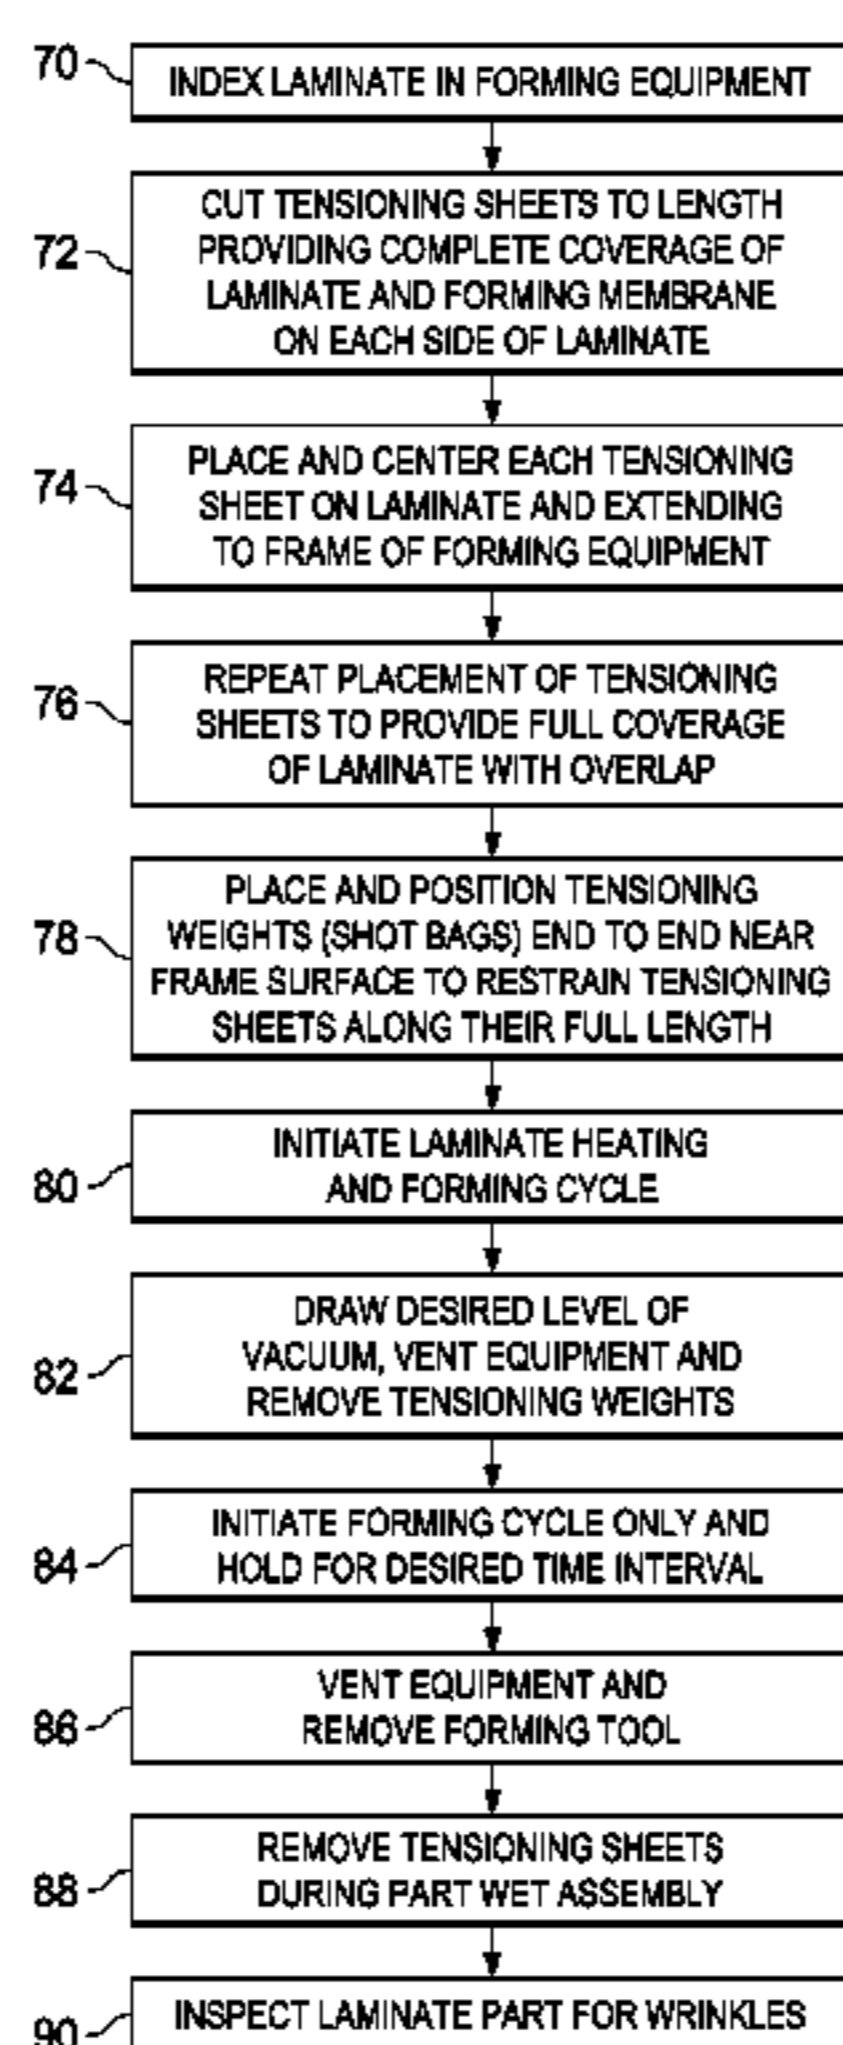 70
INDEX LAMINATE IN FORMING EQUIPMENT
72
CUT TENSIONING SHEETS TO LENGTH
PROVIDING COMPLETE COVERAGE OF
LAMINATE AND FORMING MEMBRANE
ON EACH SIDE OF LAMINATE
74
PLACE AND CENTER EACH TENSIONING
SHEET ON LAMINATE AND EXTENDING
TO FRAME OF FORMING EQUIPMENT
76
REPEAT PLACEMENT OF TENSIONING
SHEETS TO PROVIDE FULL COVERAGE
OF LAMINATE WITH OVERLAP
78
PLACE AND POSITION TENSIONING
WEIGHTS (SHOT BAGS) END TO END NEAR
FRAME SURFACE TO RESTRAIN TENSIONING
SHEETS ALONG THEIR FULL LENGTH
80
INITIATE LAMINATE HEATING
AND FORMING CYCLE
82
DRAW DESIRED LEVEL OF
VACUUM, VENT EQUIPMENT AND
REMOVE TENSIONING WEIGHTS
84
INITIATE FORMING CYCLE ONLY AND
HOLD FOR DESIRED TIME INTERVAL
86
VENT EQUIPMENT AND
REMOVE FORMING TOOL
88
REMOVE TENSIONING SHEETS
DURING PART WET ASSEMBLY
90
INSPECT LAMINATE PART FOR WRINKLES